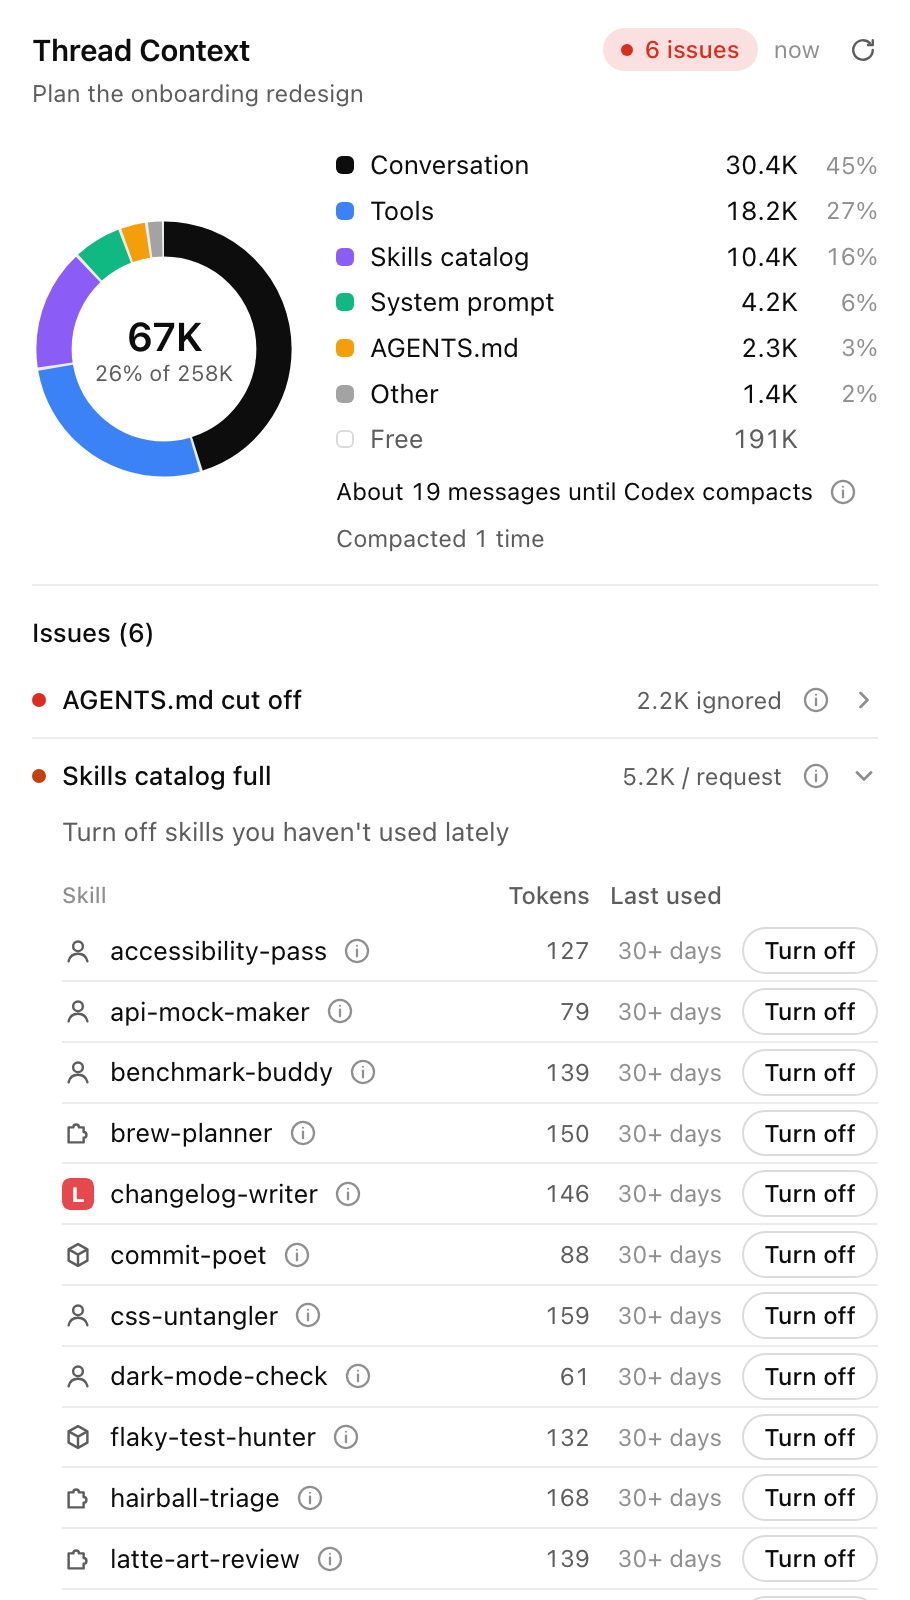 Thread Context
6 issues now
Plan the onboarding redesign
67K
26% of 258K
Conversation 30.4K 45%
Tools 18.2K 27%
Skills catalog 10.4K 16%
System prompt 4.2K 6%
AGENTS.md 2.3K 3%
Other 1.4K 2%
Free 191K
About 19 messages until Codex compacts
Compacted 1 time
Issues (6)
AGENTS.md cut off 2.2K ignored
Skills catalog full 5.2K / request
Turn off skills you haven't used lately
Skill Tokens Last used
accessibility-pass 127 30+ days Turn off
api-mock-maker 79 30+ days Turn off
benchmark-buddy 139 30+ days Turn off
brew-planner 150 30+ days Turn off
L changelog-writer 146 30+ days Turn off
commit-poet 88 30+ days Turn off
css-untangler 159 30+ days Turn off
dark-mode-check 61 30+ days Turn off
flaky-test-hunter 132 30+ days Turn off
hairball-triage 168 30+ days Turn off
latte-art-review 139 30+ days Turn off